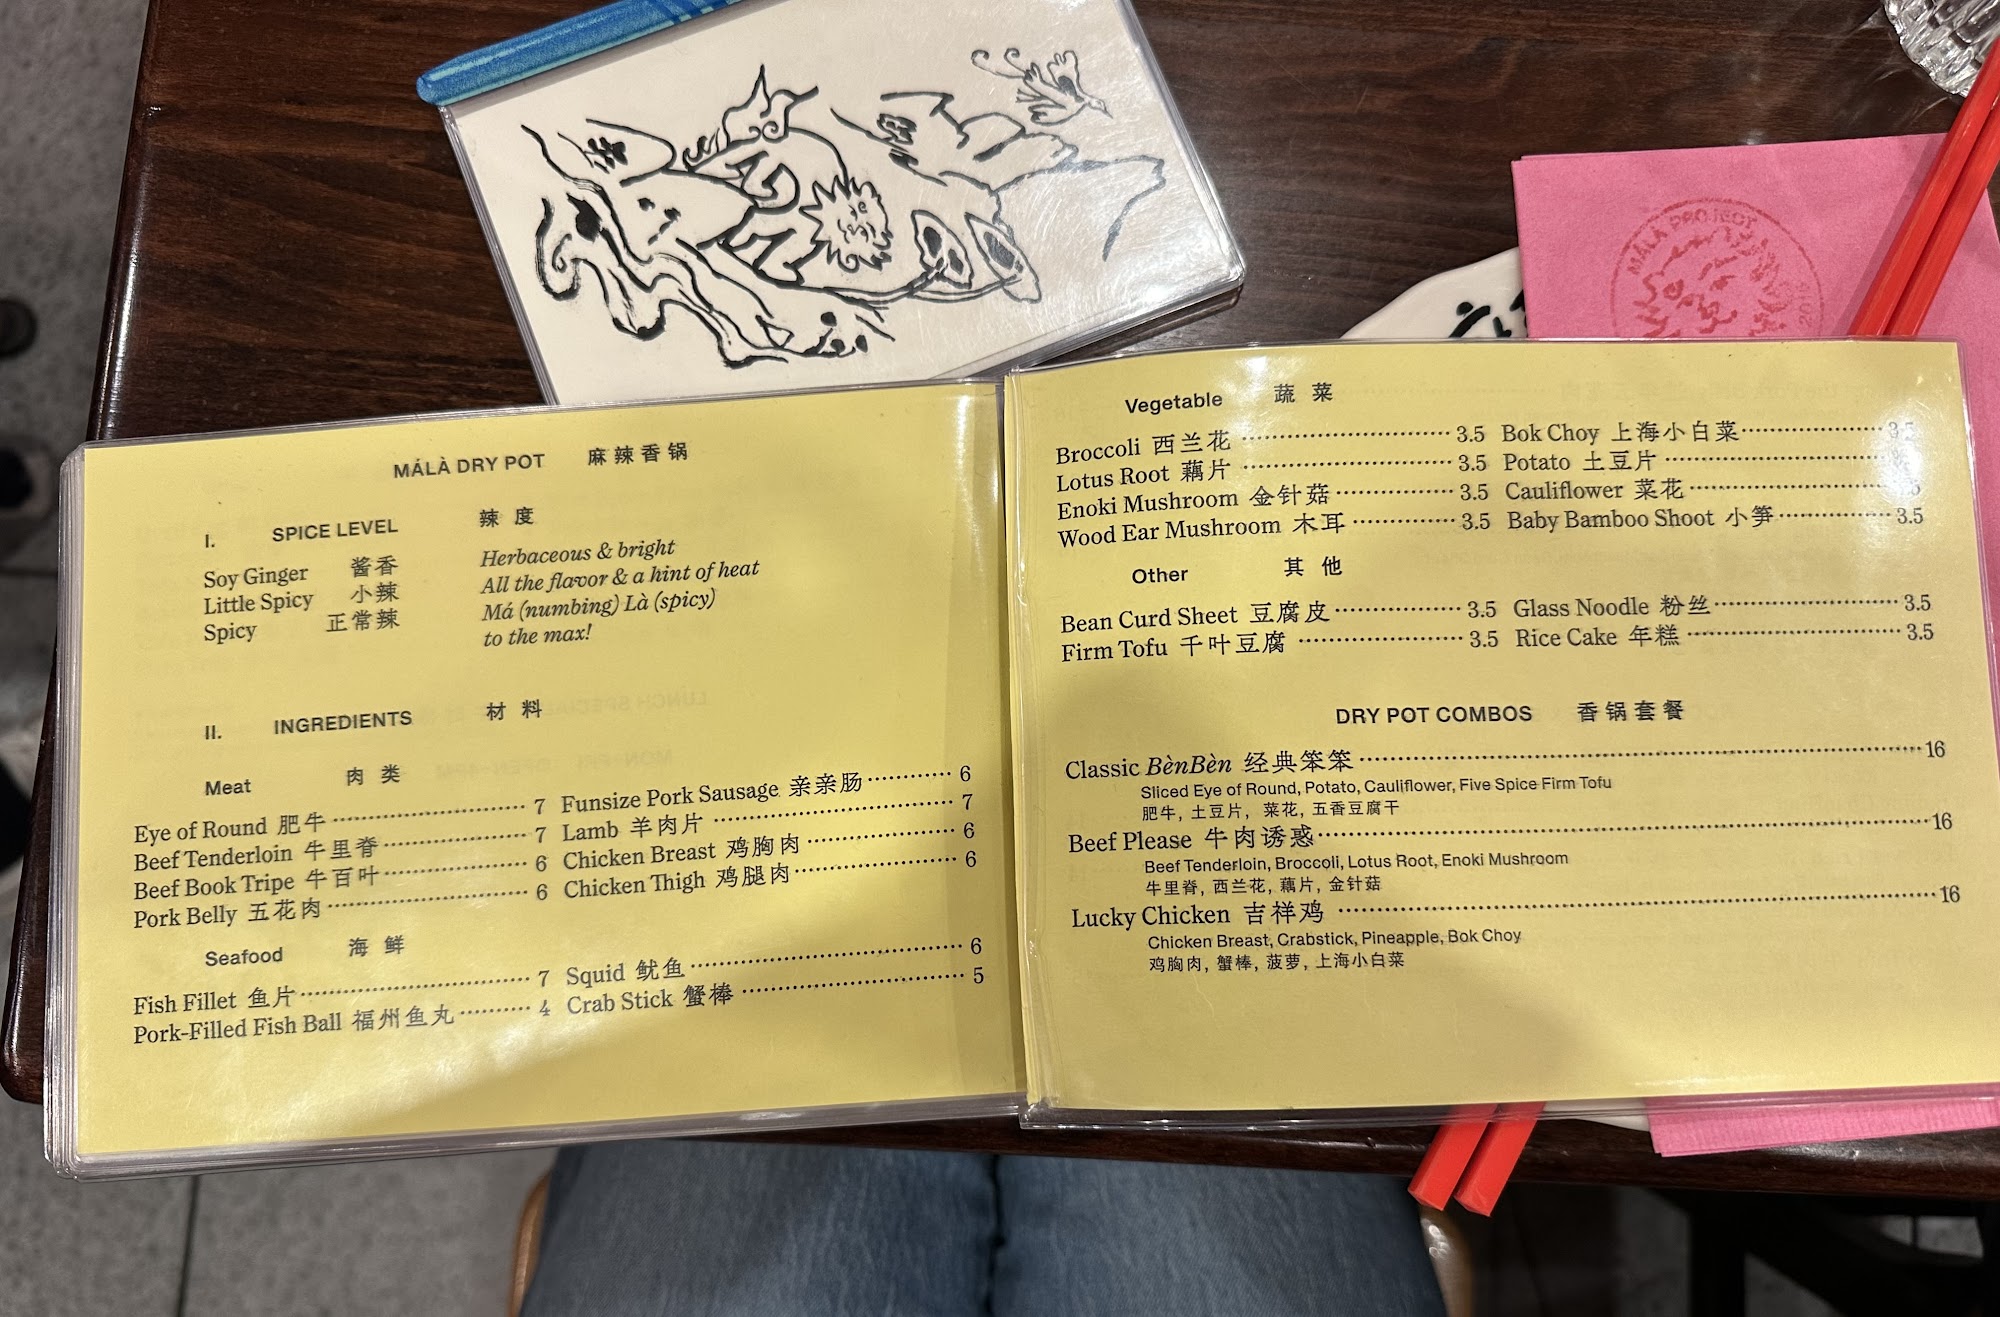 MÁLÀ PROJECT
MÁLÀ DRY POT 麻辣香锅
I. SPICE LEVEL 辣度
Soy Ginger 酱香 Herbaceous & bright
Little Spicy 小辣 All the flavor & a hint of heat
Spicy 正常辣 Má (numbing) Là (spicy)
to the max!
II. INGREDIENTS 材料
Meat 肉类
Eye of Round 肥牛 7 Funsize Pork Sausage 亲亲肠 6
Beef Tenderloin 牛里脊 7 Lamb 羊肉片 7
Beef Book Tripe 牛百叶 6 Chicken Breast 鸡胸肉 6
Pork Belly 五花肉 6 Chicken Thigh 鸡腿肉 6
Seafood 海鲜
Fish Fillet 鱼片 7 Squid 鱿鱼 6
Pork-Filled Fish Ball 福州鱼丸 4 Crab Stick 蟹棒 5
Vegetable 蔬菜
Broccoli 西兰花 3.5 Bok Choy 上海小白菜 3.5
Lotus Root 藕片 3.5 Potato 土豆片
Enoki Mushroom 金针菇 3.5 Cauliflower 菜花
Wood Ear Mushroom 木耳 3.5 Baby Bamboo Shoot 小笋 3.5
Other 其他
Bean Curd Sheet 豆腐皮 3.5 Glass Noodle 粉丝 3.5
Firm Tofu 千叶豆腐 3.5 Rice Cake 年糕 3.5
DRY POT COMBOS 香锅套餐
Classic BènBèn 经典笨笨 16
Sliced Eye of Round, Potato, Cauliflower, Five Spice Firm Tofu
肥牛, 土豆片, 菜花, 五香豆腐干
Beef Please 牛肉诱惑 16
Beef Tenderloin, Broccoli, Lotus Root, Enoki Mushroom
牛里脊, 西兰花, 藕片, 金针菇
Lucky Chicken 吉祥鸡 16
Chicken Breast, Crabstick, Pineapple, Bok Choy
鸡胸肉, 蟹棒, 菠萝, 上海小白菜